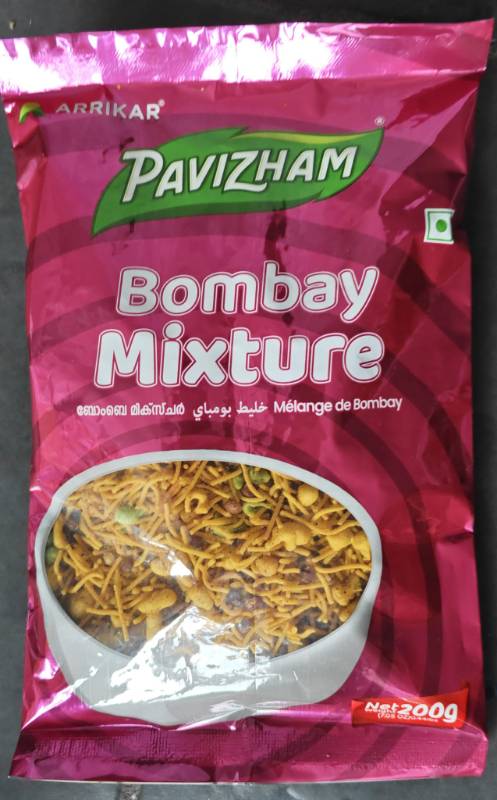 ARRIKAR®
PAVIZHAM®
Bombay
Mixture
ബോംബെ മിക്സ്ചർ خليط بومباي Mélange de Bombay
Net 200g